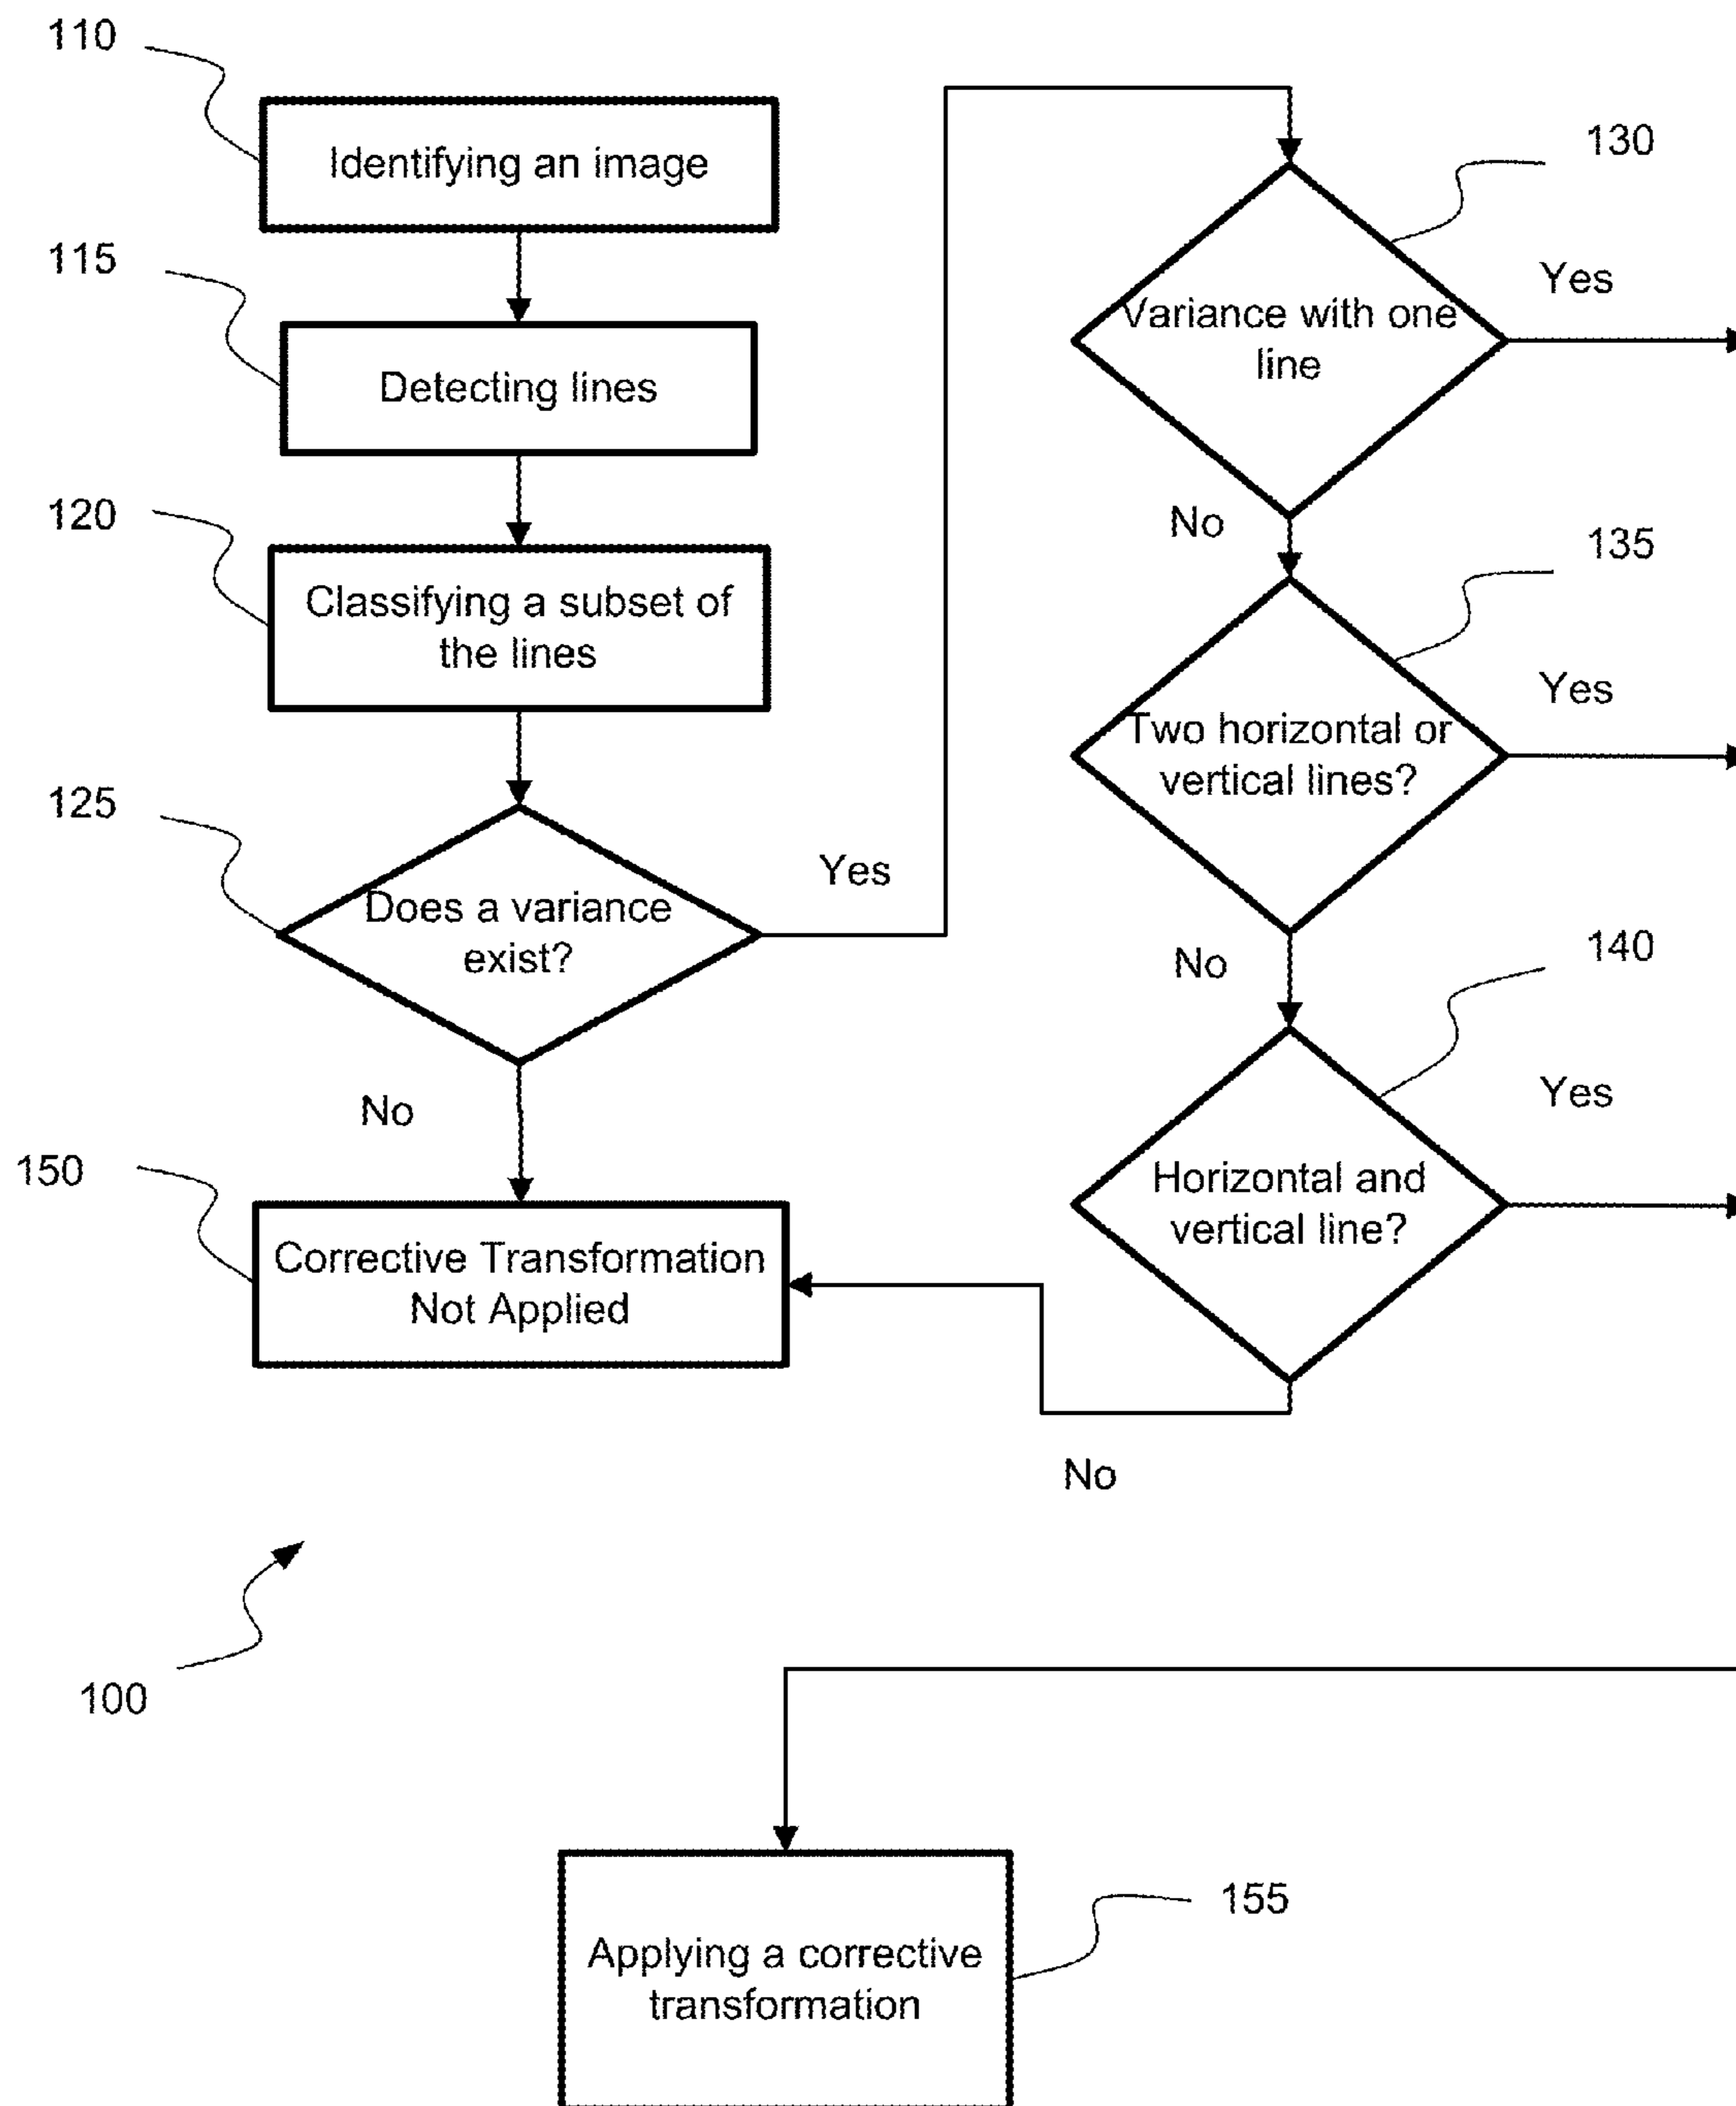 110
Identifying an image
115
Detecting lines
120
Classifying a subset of
the lines
125
Does a variance
exist?
Yes
No
150
Corrective Transformation
Not Applied
130
Variance with one
line
Yes
No
135
Two horizontal or
vertical lines?
Yes
No
140
Horizontal and
vertical line?
Yes
No
100
155
Applying a corrective
transformation